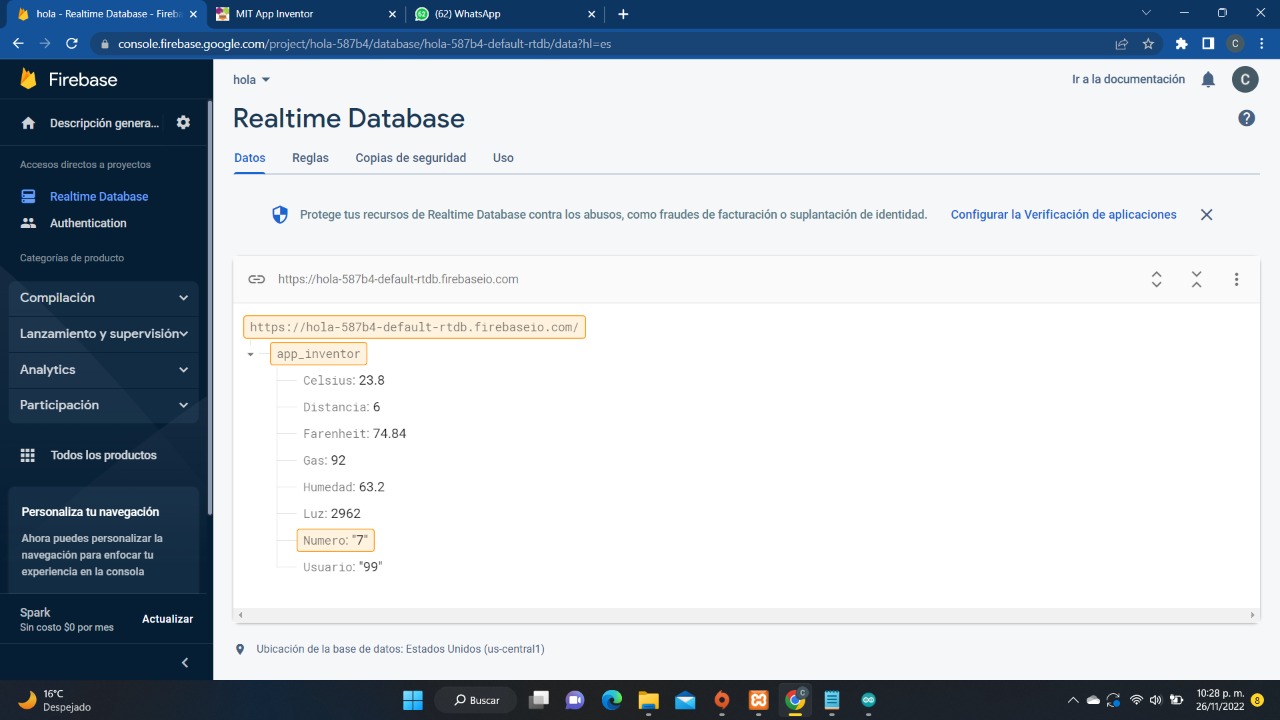 hola - Realtime Database - Fireba
MIT App Inventor
(62) WhatsApp
console.firebase.google.com/project/hola-587b4/database/hola-587b4-default-rtdb/data?hl=es
C
Firebase
hola
Ir a la documentación
C
Descripción genera...
Realtime Database
Accesos directos a proyectos
Datos
Reglas
Copias de seguridad
Uso
Realtime Database
Authentication
Protege tus recursos de Realtime Database contra los abusos, como fraudes de facturación o suplantación de identidad.
Configurar la Verificación de aplicaciones
Categorías de producto
Compilación
https://hola-587b4-default-rtdb.firebaseio.com
Lanzamiento y supervisión
https://hola-587b4-default-rtdb.firebaseio.com/
Analytics
app_inventor
Participación
Celsius: 23.8
Distancia: 6
Farenheit: 74.84
Todos los productos
Gas: 92
Humedad: 63.2
Personaliza tu navegación
Luz: 2962
Ahora puedes personalizar la
navegación para enfocar tu
experiencia en la consola
Numero: "7"
Usuario: "99"
Spark
Sin costo $0 por mes
Actualizar
Ubicación de la base de datos: Estados Unidos (us-central1)
16°C
Despejado
Buscar
C
10:28 p. m.
26/11/2022
8